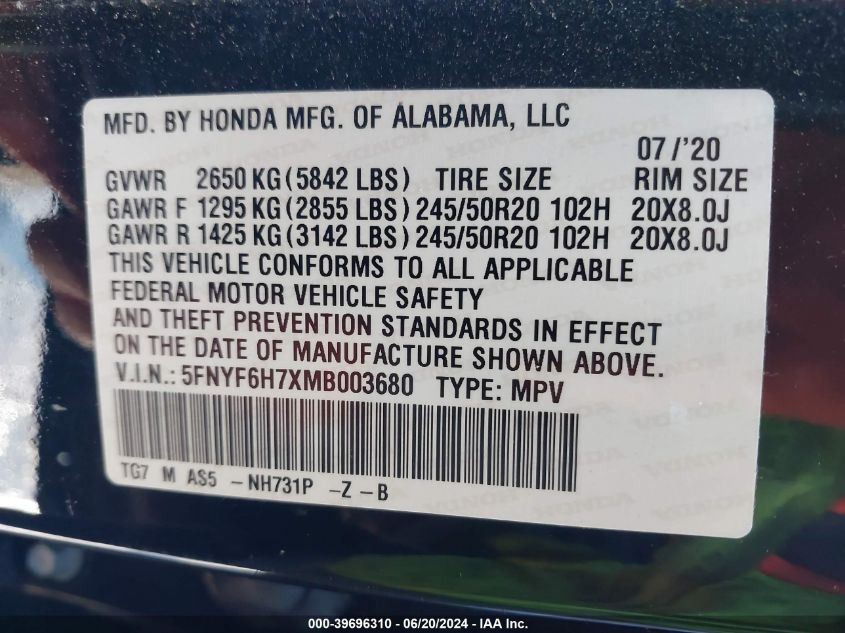 MFD. BY HONDA MFG. OF ALABAMA, LLC
07/'20
GVWR 2650 KG (5842 LBS) TIRE SIZE RIM SIZE
GAWR F 1295 KG (2855 LBS) 245/50R20 102H 20X8.0J
GAWR R 1425 KG (3142 LBS) 245/50R20 102H 20X8.0J
THIS VEHICLE CONFORMS TO ALL APPLICABLE
FEDERAL MOTOR VEHICLE SAFETY
AND THEFT PREVENTION STANDARDS IN EFFECT
ON THE DATE OF MANUFACTURE SHOWN ABOVE.
V.I.N.: 5FNYF6H7XMB003680 TYPE: MPV
TG7 M AS5 -NH731P -Z -B
000-39696310 / 06/20/2024 - IAA Inc.